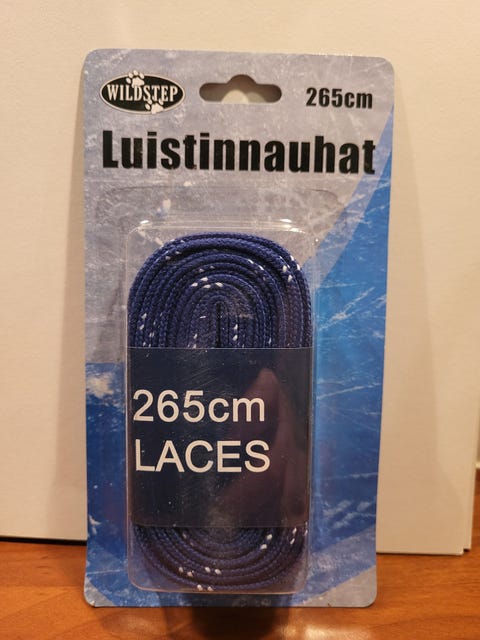 WILDSTEP
265cm
Luistinnauhat
265cm
LACES